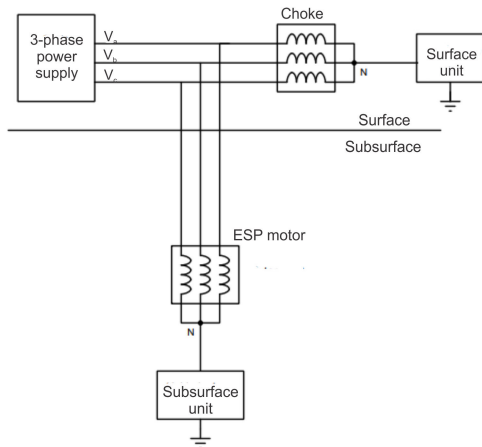 Choke
3-phase
power
supply
Va
Vb
Vc
N
Surface
unit
Surface
Subsurface
ESP motor
N
Subsurface
unit